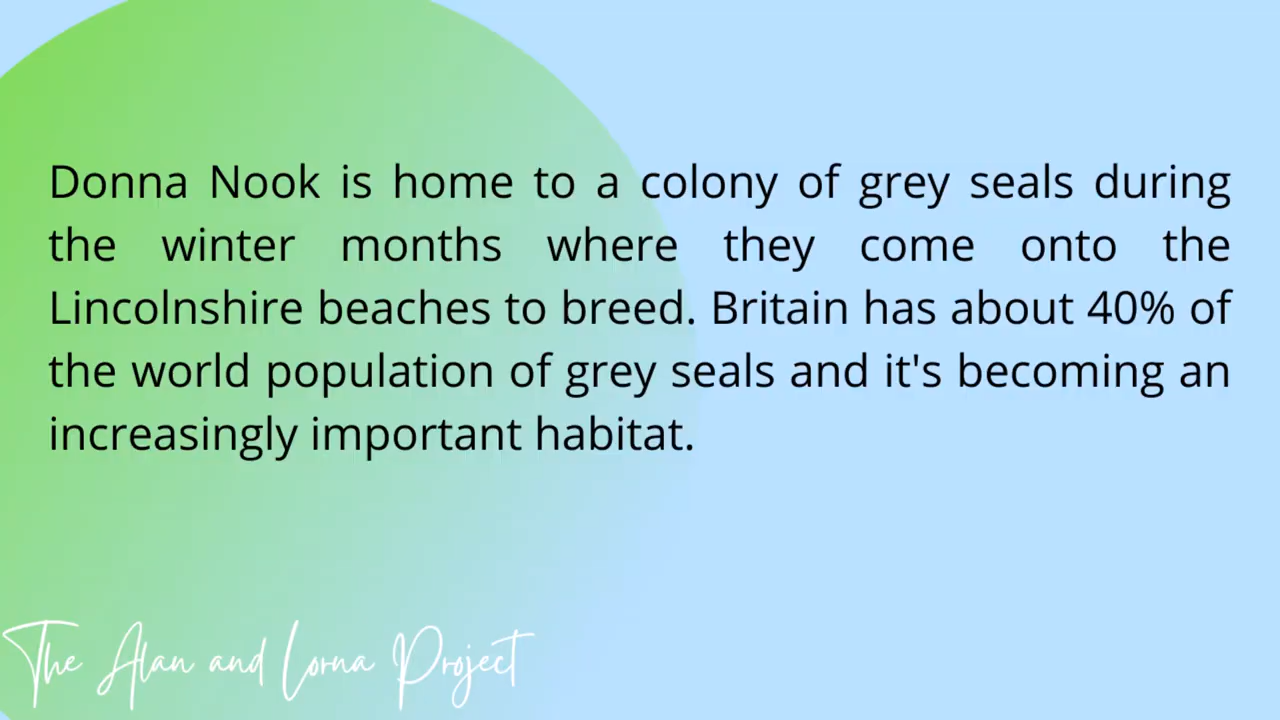 Donna Nook is home to a colony of grey seals during
the winter months where they come onto the
Lincolnshire beaches to breed. Britain has about 40% of
the world population of grey seals and it's becoming an
increasingly important habitat.
The Alan and Lorna Project